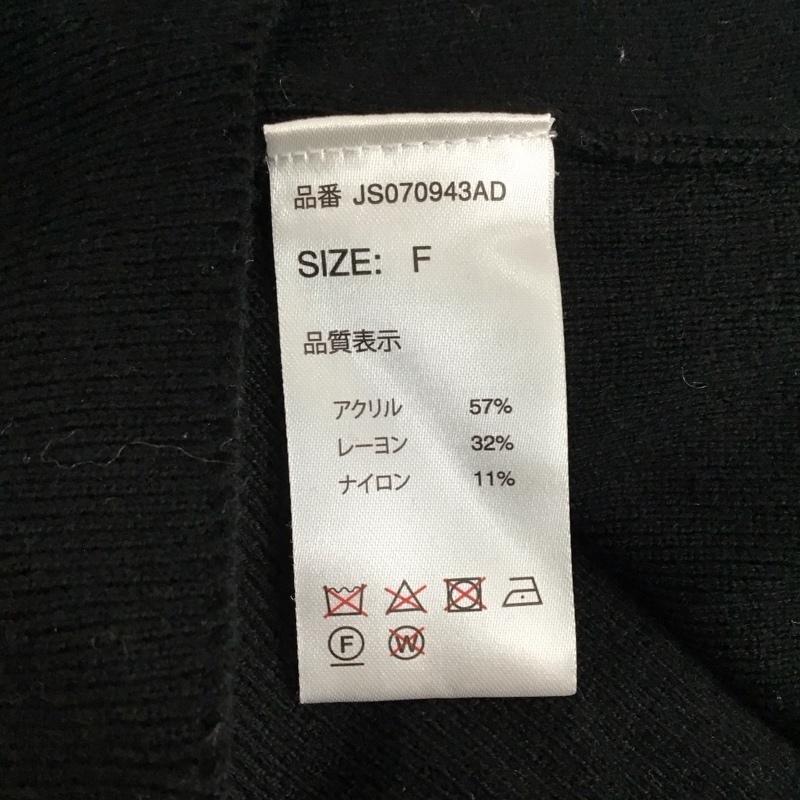 品番 JS070943AD
SIZE: F
品質表示
アクリル 57%
レーヨン 32%
ナイロン 11%
F W